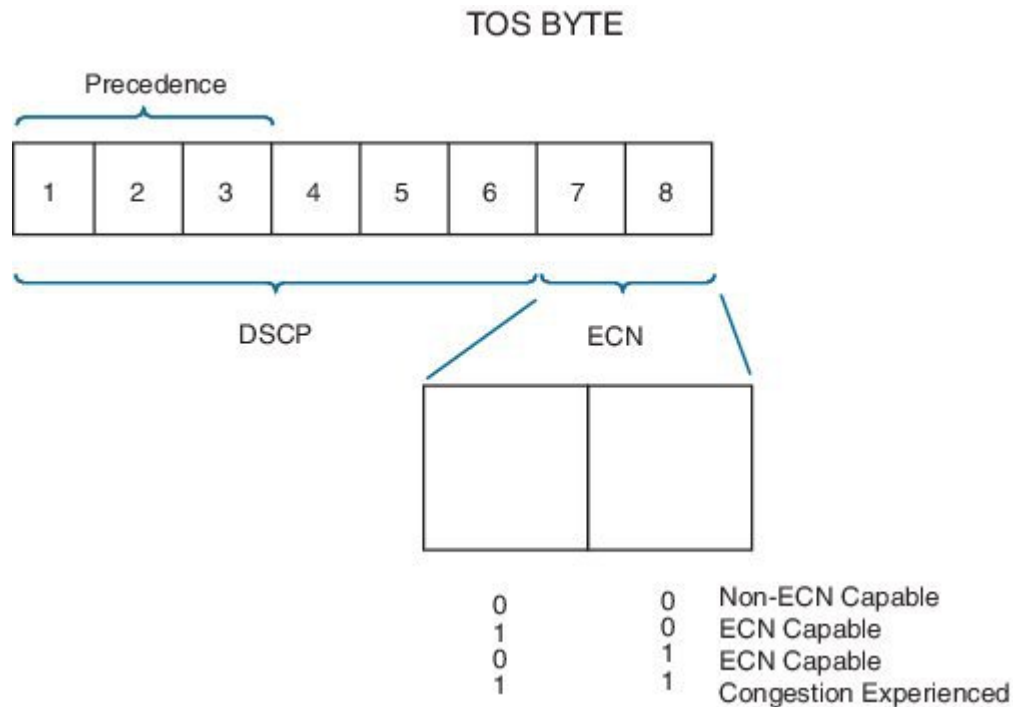 TOS BYTE
Precedence
1 2 3 4 5 6 7 8
DSCP ECN
0 0 Non-ECN Capable
1 0 ECN Capable
0 1 ECN Capable
1 1 Congestion Experienced